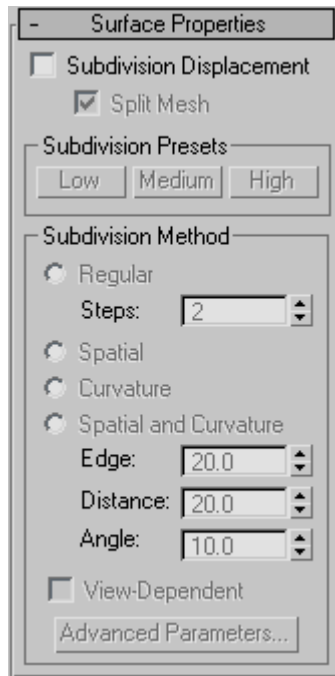 - Surface Properties
Subdivision Displacement
Split Mesh
Subdivision Presets
Low Medium High
Subdivision Method
Regular
Steps: 2
Spatial
Curvature
Spatial and Curvature
Edge: 20.0
Distance: 20.0
Angle: 10.0
View-Dependent
Advanced Parameters...